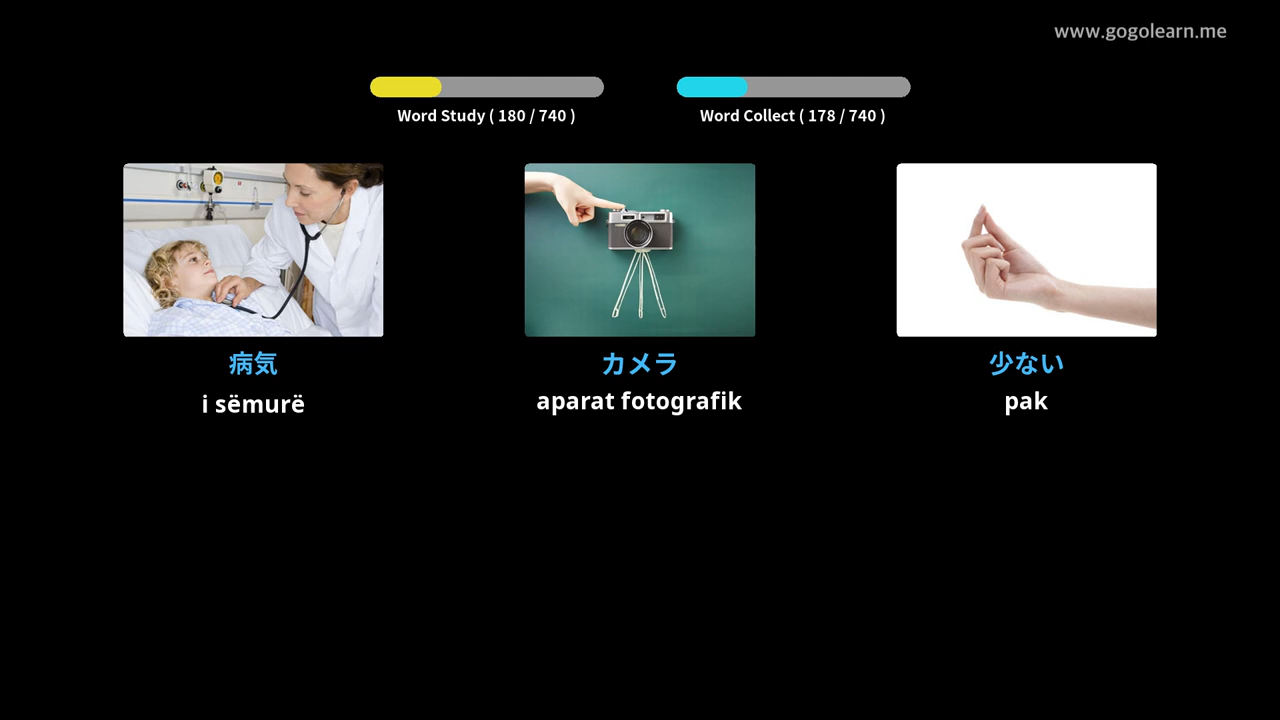 www.gogolearn.me
Word Study ( 180 / 740 )
Word Collect ( 178 / 740 )
病気
カメラ
少ない
i sëmurë
aparat fotografik
pak